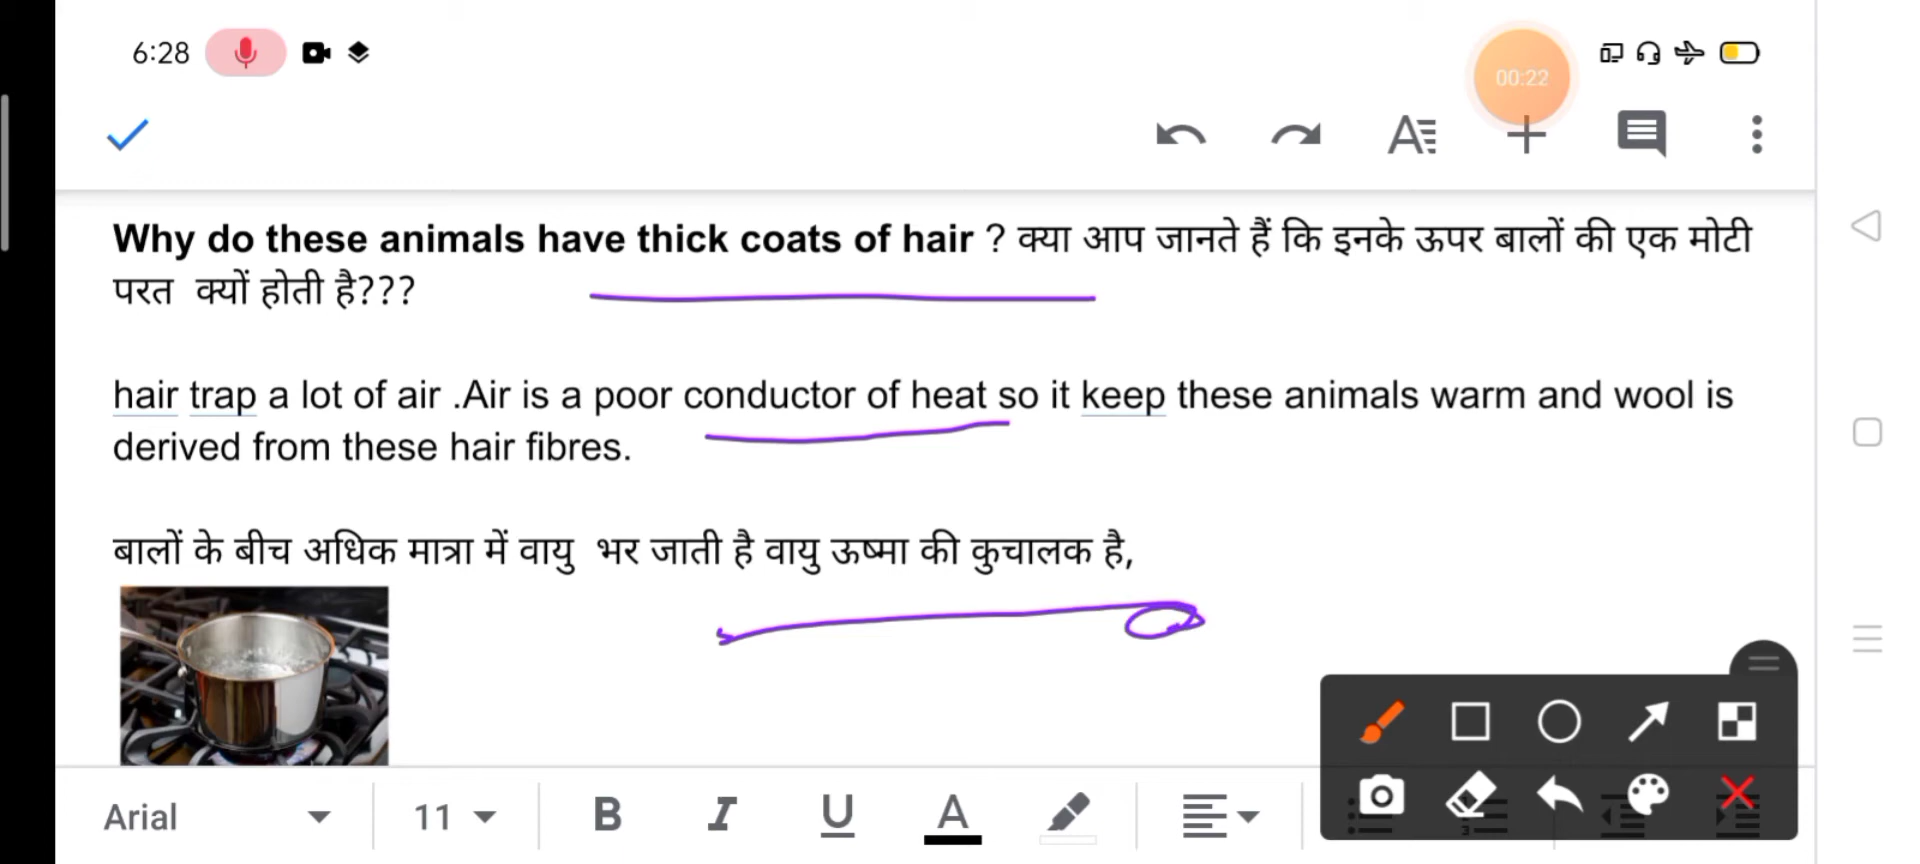 6:28
00:22
Why do these animals have thick coats of hair ? क्या आप जानते हैं कि इनके ऊपर बालों की एक मोटी
परत क्यों होती है???
hair trap a lot of air .Air is a poor conductor of heat so it keep these animals warm and wool is
derived from these hair fibres.
बालों के बीच अधिक मात्रा में वायु भर जाती है वायु ऊष्मा की कुचालक है,
Arial 11 B I U A